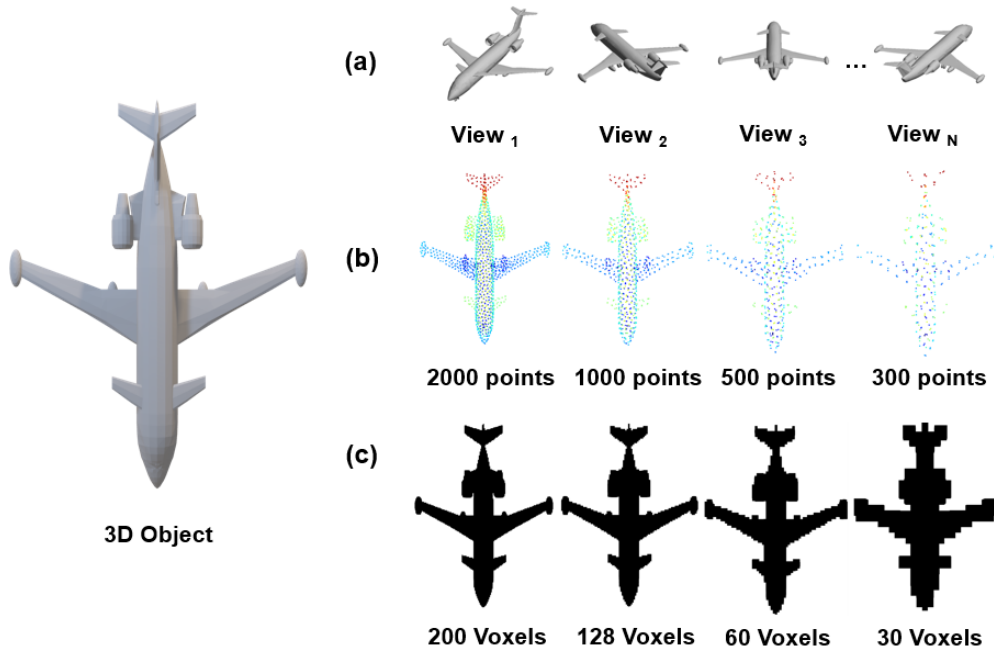 (a)
...
View 1
View 2
View 3
View N
(b)
2000 points
1000 points
500 points
300 points
(c)
3D Object
200 Voxels
128 Voxels
60 Voxels
30 Voxels